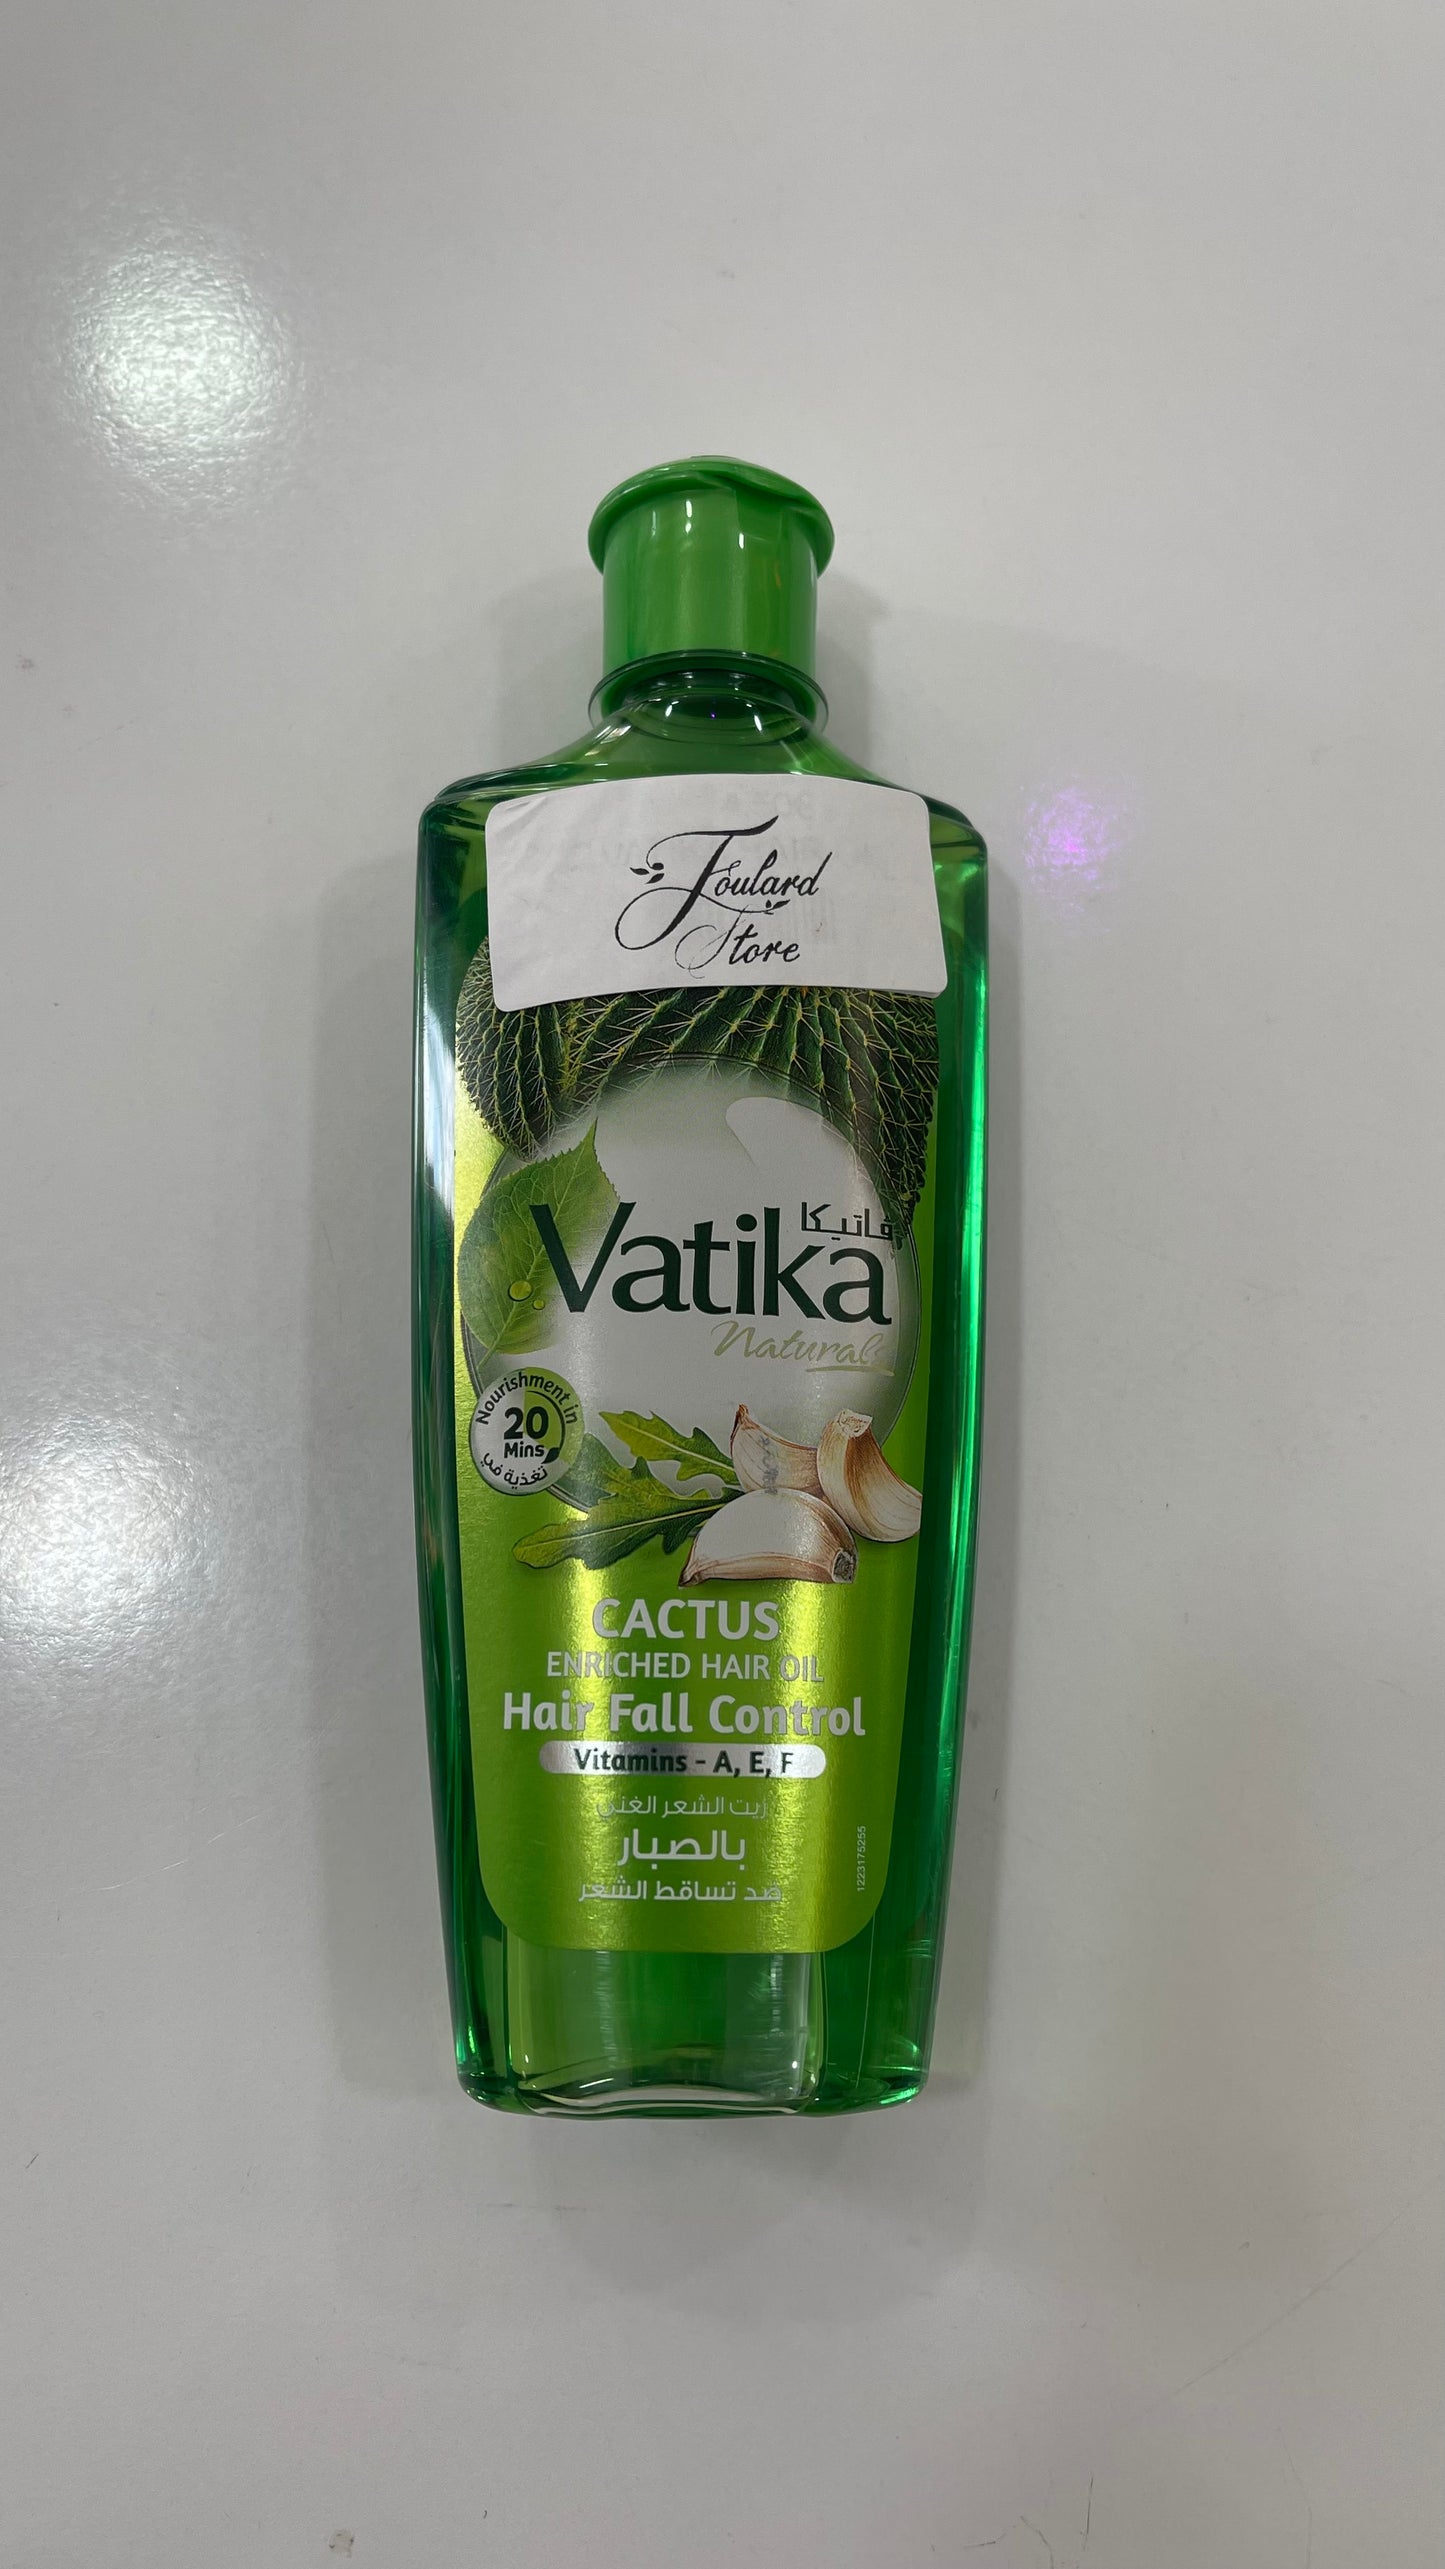 Foulard
Store
ڤاتيكا
Vatika
Naturals
Nourishment in
20
Mins
تغذية في
CACTUS
ENRICHED HAIR OIL
Hair Fall Control
Vitamins - A, E, F
زيت الشعر الغني
بالصبار
ضد تساقط الشعر
1223175255